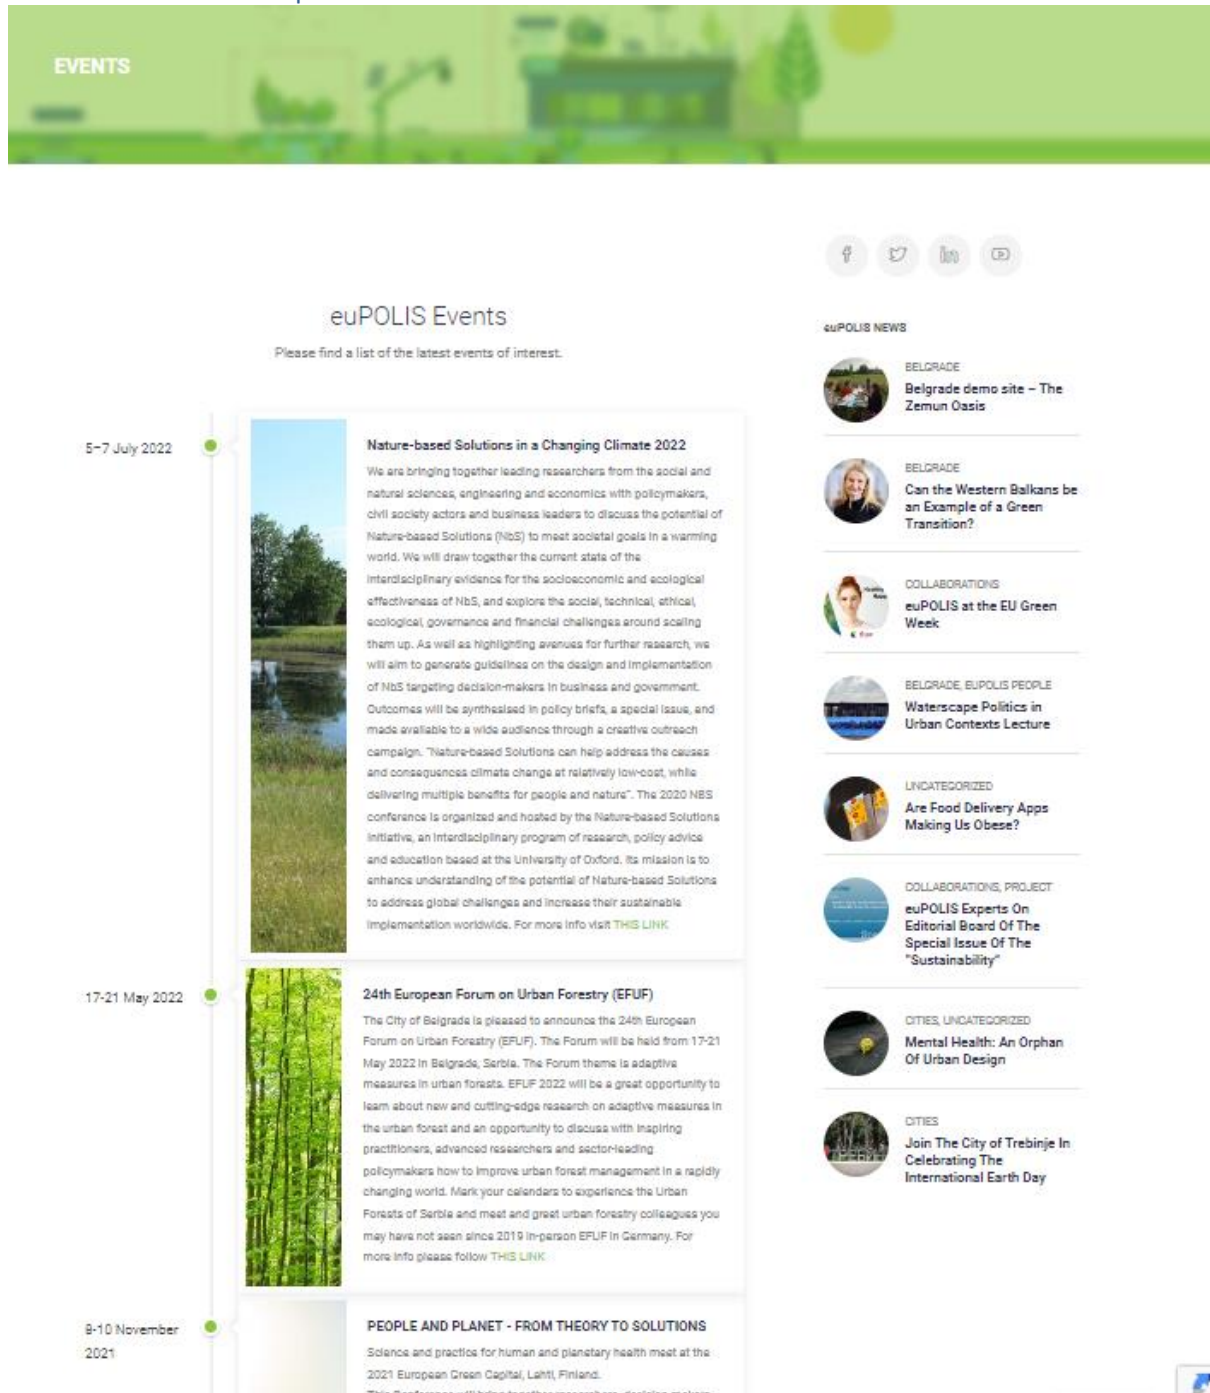 EVENTS
euPOLIS Events
Please find a list of the latest events of interest.
5–7 July 2022
Nature-based Solutions in a Changing Climate 2022
We are bringing together leading researchers from the social and
natural sciences, engineering and economics with policymakers,
civil society actors and business leaders to discuss the potential of
Nature-based Solutions (NbS) to meet societal goals in a warming
world. We will draw together the current state of the
interdisciplinary evidence for the socioeconomic and ecological
effectiveness of NbS, and explore the social, technical, ethical,
ecological, governance and financial challenges around scaling
them up. As well as highlighting avenues for further research, we
will aim to generate guidelines on the design and implementation
of NbS targeting decision-makers in business and government.
Outcomes will be synthesised in policy briefs, a special issue, and
made available to a wide audience through a creative outreach
campaign. "Nature-based Solutions can help address the causes
and consequences climate change at relatively low-cost, while
delivering multiple benefits for people and nature". The 2020 NBS
conference is organized and hosted by the Nature-based Solutions
Initiative, an interdisciplinary program of research, policy advice
and education based at the University of Oxford. Its mission is to
enhance understanding of the potential of Nature-based Solutions
to address global challenges and increase their sustainable
implementation worldwide. For more info visit THIS LINK
17-21 May 2022
24th European Forum on Urban Forestry (EFUF)
The City of Belgrade is pleased to announce the 24th European
Forum on Urban Forestry (EFUF). The Forum will be held from 17-21
May 2022 in Belgrade, Serbia. The Forum theme is adaptive
measures in urban forests. EFUF 2022 will be a great opportunity to
learn about new and cutting-edge research on adaptive measures in
the urban forest and an opportunity to discuss with inspiring
practitioners, advanced researchers and sector-leading
policymakers how to improve urban forest management in a rapidly
changing world. Mark your calendars to experience the Urban
Forests of Serbia and meet and greet urban forestry colleagues you
may have not seen since 2019 in-person EFUF in Germany. For
more info please follow THIS LINK
9-10 November
2021
PEOPLE AND PLANET - FROM THEORY TO SOLUTIONS
Science and practice for human and planetary health meet at the
2021 European Green Capital, Lahti, Finland.
euPOLIS NEWS
BELGRADE
Belgrade demo site – The
Zemun Oasis
BELGRADE
Can the Western Balkans be
an Example of a Green
Transition?
COLLABORATIONS
euPOLIS at the EU Green
Week
BELGRADE, EUPOLIS PEOPLE
Waterscape Politics in
Urban Contexts Lecture
UNCATEGORIZED
Are Food Delivery Apps
Making Us Obese?
COLLABORATIONS, PROJECT
euPOLIS Experts On
Editorial Board Of The
Special Issue Of The
"Sustainability"
CITIES, UNCATEGORIZED
Mental Health: An Orphan
Of Urban Design
CITIES
Join The City of Trebinje In
Celebrating The
International Earth Day